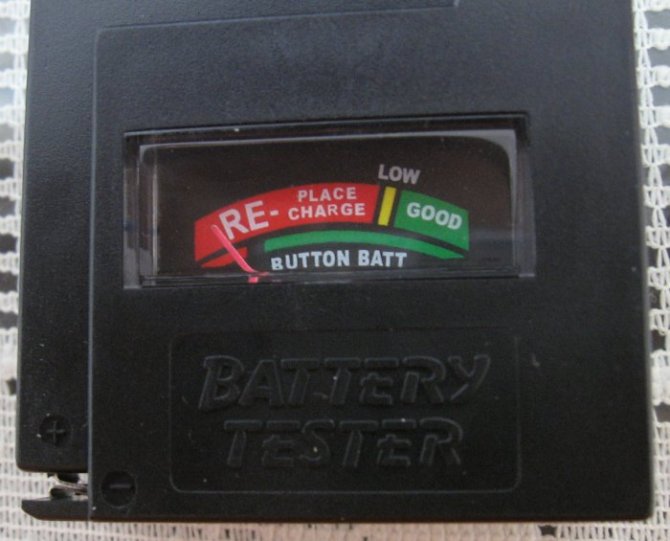 LOW
RE- PLACE
CHARGE
GOOD
BUTTON BATT
BATTERY
TESTER
+
-